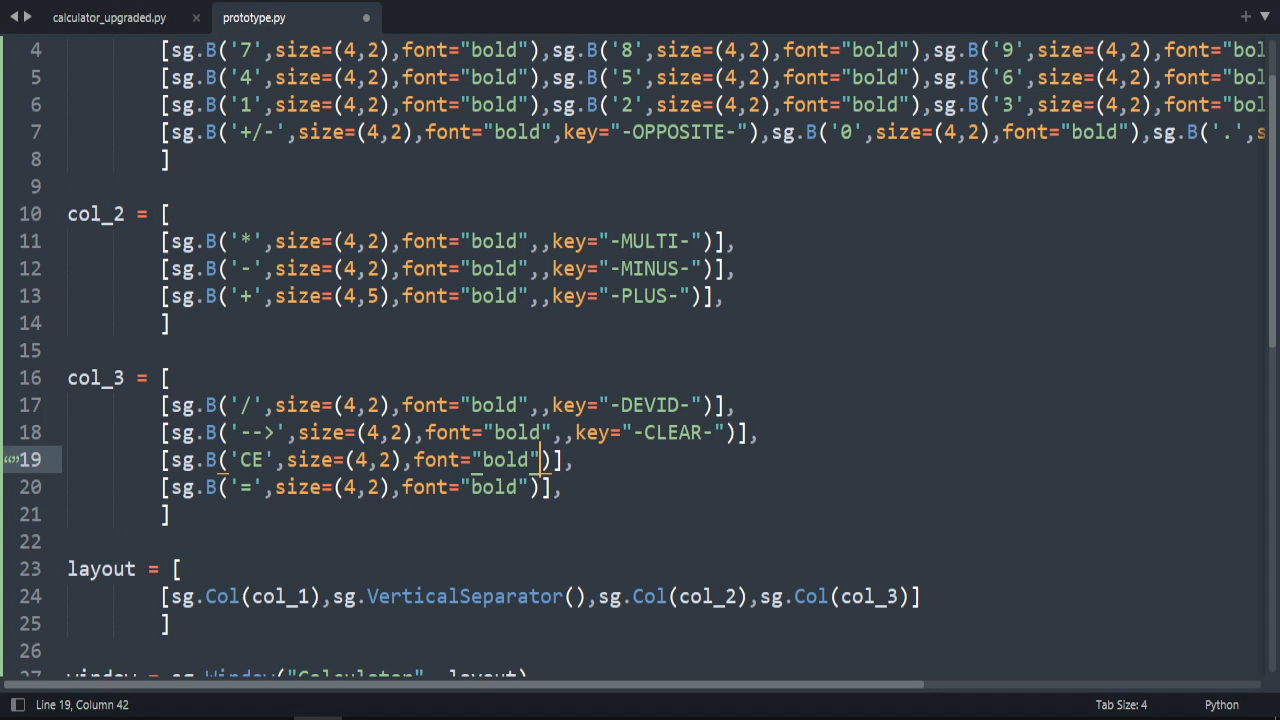 calculator_upgraded.py × prototype.py
4 [sg.B('7',size=(4,2),font="bold"),sg.B('8',size=(4,2),font="bold"),sg.B('9',size=(4,2),font="bol
5 [sg.B('4',size=(4,2),font="bold"),sg.B('5',size=(4,2),font="bold"),sg.B('6',size=(4,2),font="bol
6 [sg.B('1',size=(4,2),font="bold"),sg.B('2',size=(4,2),font="bold"),sg.B('3',size=(4,2),font="bol
7 [sg.B('+/-',size=(4,2),font="bold",key="-OPPOSITE-"),sg.B('0',size=(4,2),font="bold"),sg.B('.',s
8 ]
9
10 col_2 = [
11 [sg.B('*',size=(4,2),font="bold",,key="-MULTI-")],
12 [sg.B('-',size=(4,2),font="bold",,key="-MINUS-")],
13 [sg.B('+',size=(4,5),font="bold",,key="-PLUS-")],
14 ]
15
16 col_3 = [
17 [sg.B('/',size=(4,2),font="bold",,key="-DEVID-")],
18 [sg.B('-->',size=(4,2),font="bold",,key="-CLEAR-")],
19 [sg.B('CE',size=(4,2),font="bold")],
20 [sg.B('=',size=(4,2),font="bold")],
21 ]
22
23 layout = [
24 [sg.Col(col_1),sg.VerticalSeparator(),sg.Col(col_2),sg.Col(col_3)]
25 ]
26
27 window = sg.Window("Calculator", layout)
Line 19, Column 42 Tab Size: 4 Python